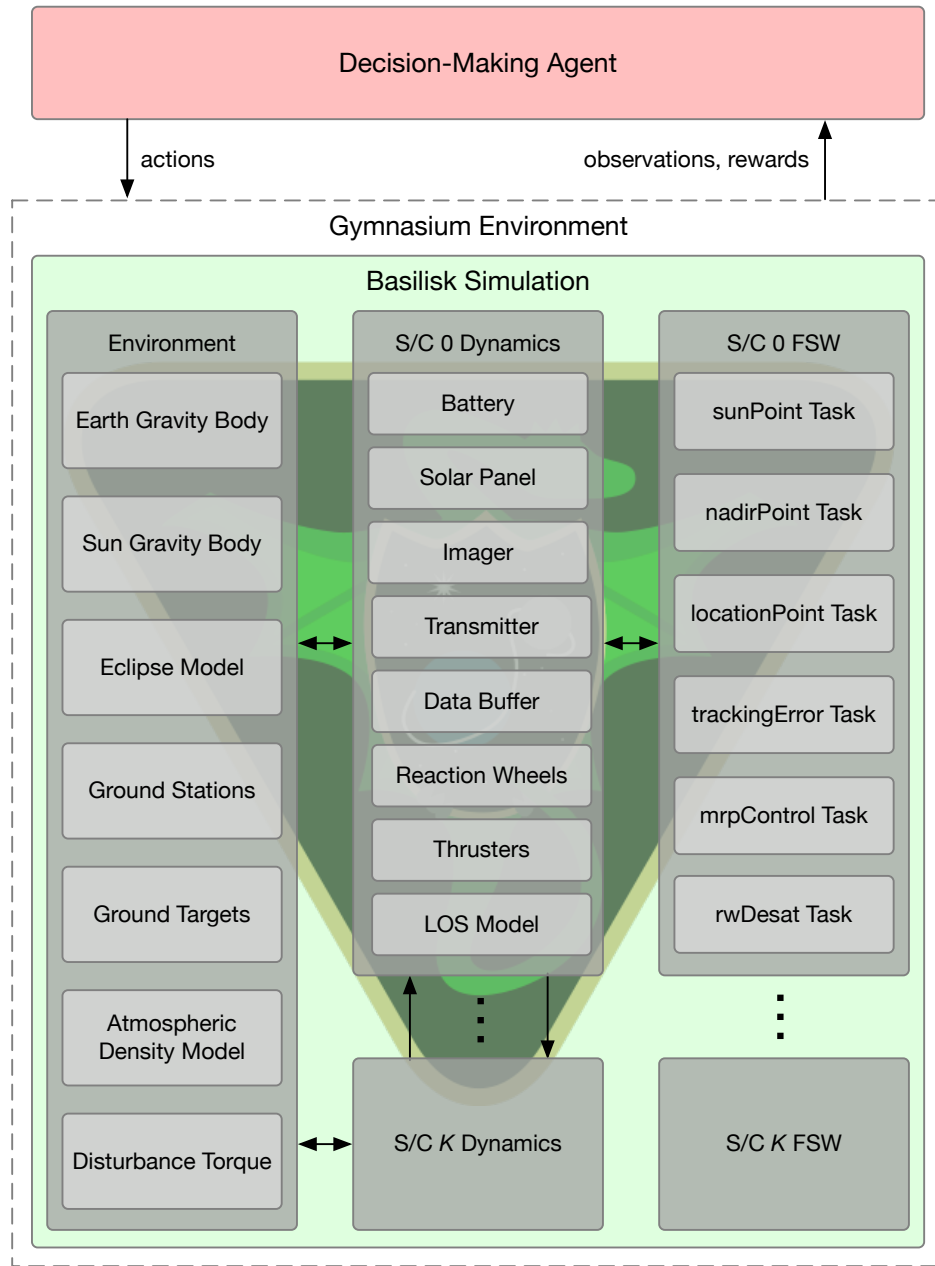 Decision-Making Agent
actions
observations, rewards
Gymnasium Environment
Basilisk Simulation
Environment
Earth Gravity Body
Sun Gravity Body
Eclipse Model
Ground Stations
Ground Targets
Atmospheric
Density Model
Disturbance Torque
S/C 0 Dynamics
Battery
Solar Panel
Imager
Transmitter
Data Buffer
Reaction Wheels
Thrusters
LOS Model
S/C K Dynamics
S/C 0 FSW
sunPoint Task
nadirPoint Task
locationPoint Task
trackingError Task
mrpControl Task
rwDesat Task
S/C K FSW